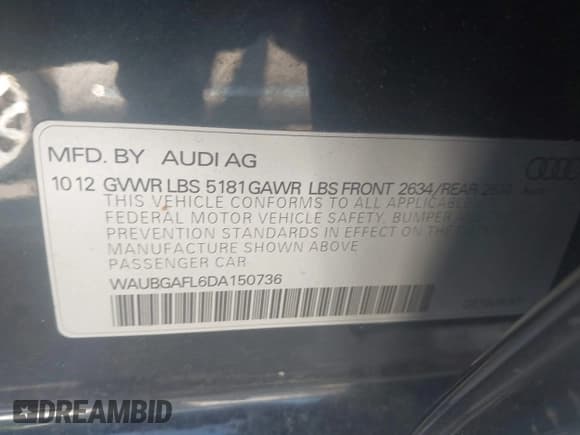 MFD. BY AUDI AG
10 12 GVWR LBS 5181 GAWR LBS FRONT 2634/REAR
THIS VEHICLE CONFORMS TO ALL APPLICABLE
FEDERAL MOTOR VEHICLE SAFETY, BUMPER
PREVENTION STANDARDS IN EFFECT ON THE
MANUFACTURE SHOWN ABOVE
PASSENGER CAR
WAUBGAFL6DA150736
DREAMBID